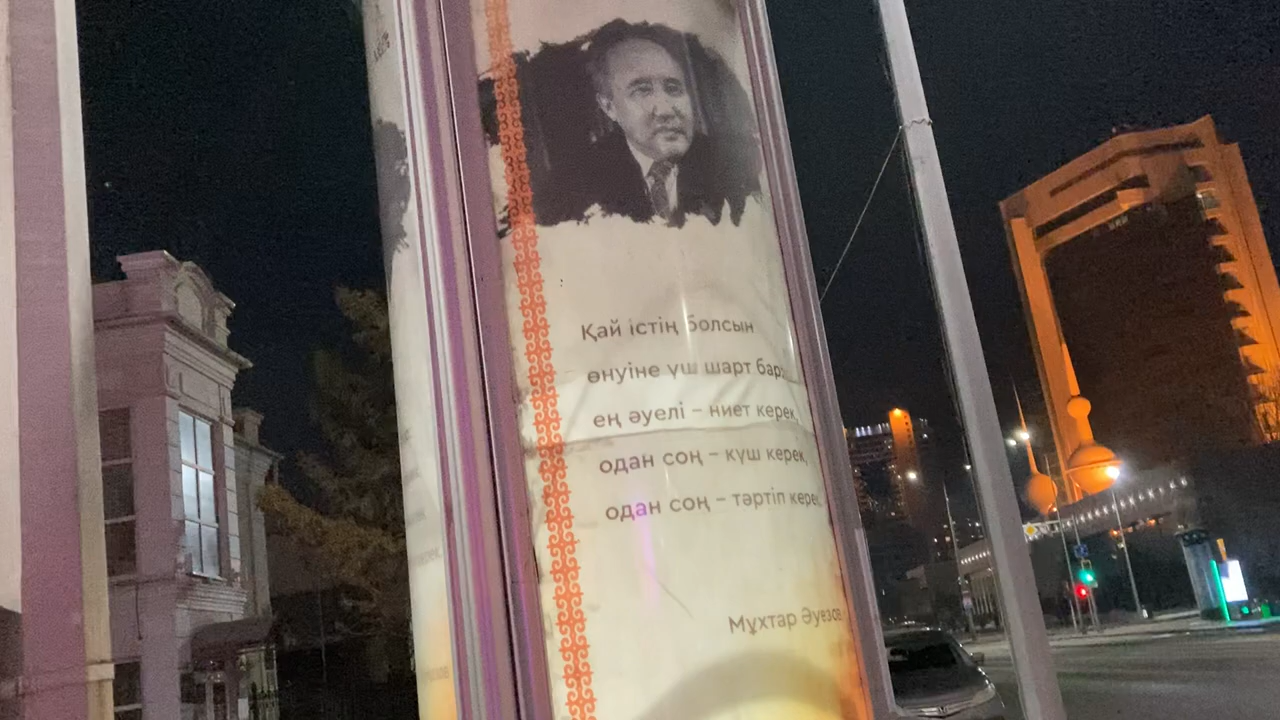 Қай істің болсын
өнуіне үш шарт бар:
ең әуелі – ниет керек,
одан соң – күш керек,
одан соң – тәртіп керек.
Мұхтар Әуезов